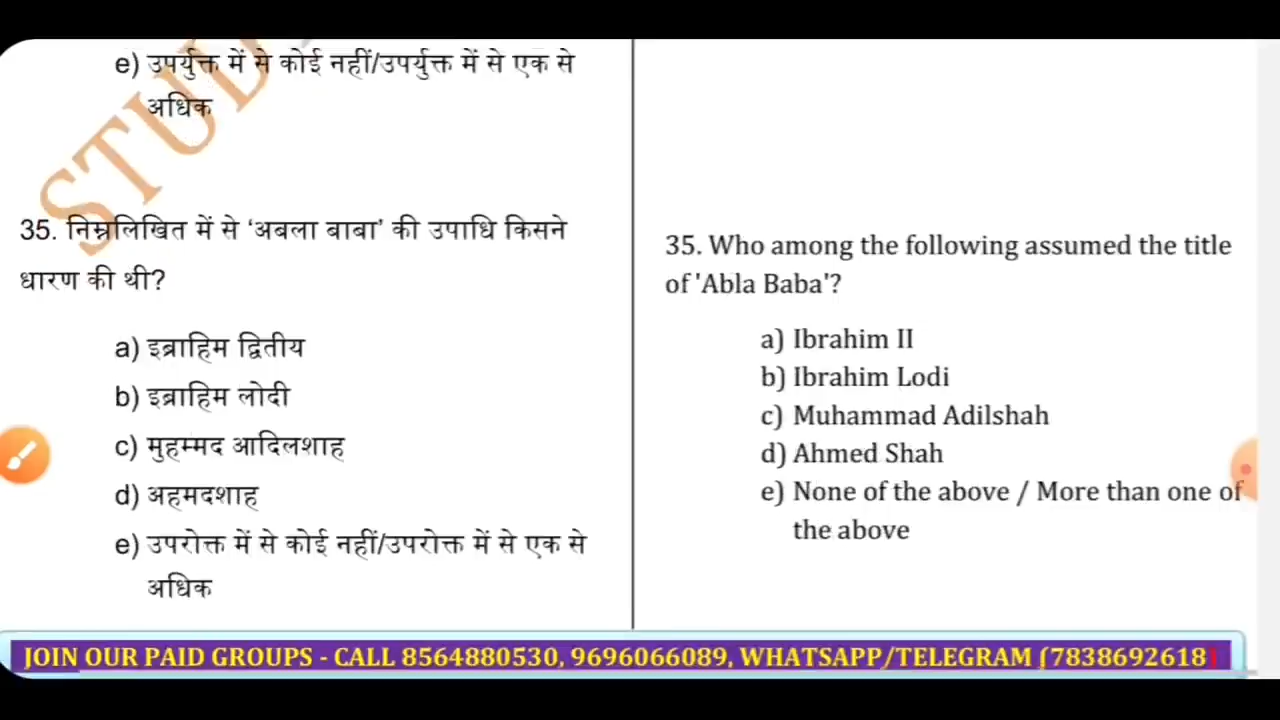 e) उपर्युक्त में से कोई नहीं/उपर्युक्त में से एक से
अधिक
STUD
35. निम्नलिखित में से ‘अबला बाबा’ की उपाधि किसने
धारण की थी?
a) इब्राहिम द्वितीय
b) इब्राहिम लोदी
c) मुहम्मद आदिलशाह
d) अहमदशाह
e) उपरोक्त में से कोई नहीं/उपरोक्त में से एक से
अधिक
35. Who among the following assumed the title
of 'Abla Baba'?
a) Ibrahim II
b) Ibrahim Lodi
c) Muhammad Adilshah
d) Ahmed Shah
e) None of the above / More than one of
the above
JOIN OUR PAID GROUPS - CALL 8564880530, 9696066089, WHATSAPP/TELEGRAM (7838692618